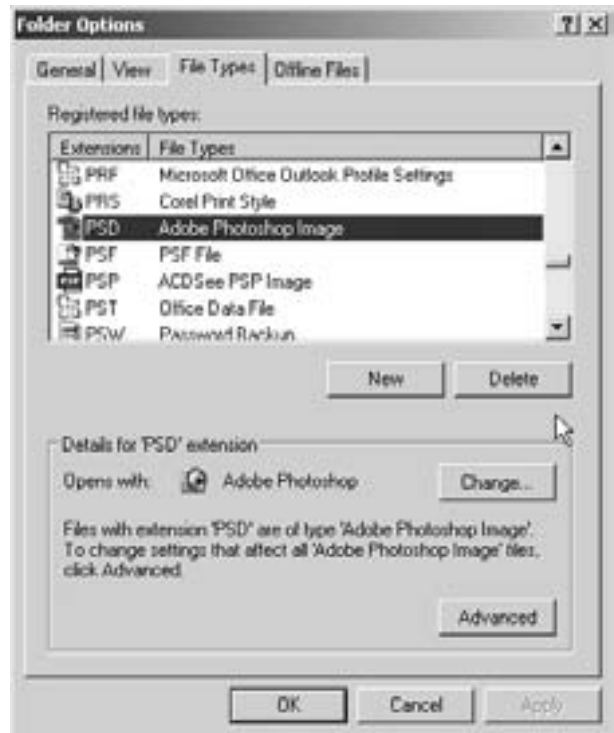 Folder Options
General View File Types Offline Files
Registered file types:
Extensions File Types
PRF Microsoft Office Outlook Profile Settings
PRS Corel Print Style
PSD Adobe Photoshop Image
PSF PSF File
PSP ACDSee PSP Image
PST Office Data File
PSW Password Backup
New Delete
Details for 'PSD' extension
Opens with: Adobe Photoshop Change...
Files with extension 'PSD' are of type 'Adobe Photoshop Image'.
To change settings that affect all 'Adobe Photoshop Image' files,
click Advanced.
Advanced
OK Cancel Apply